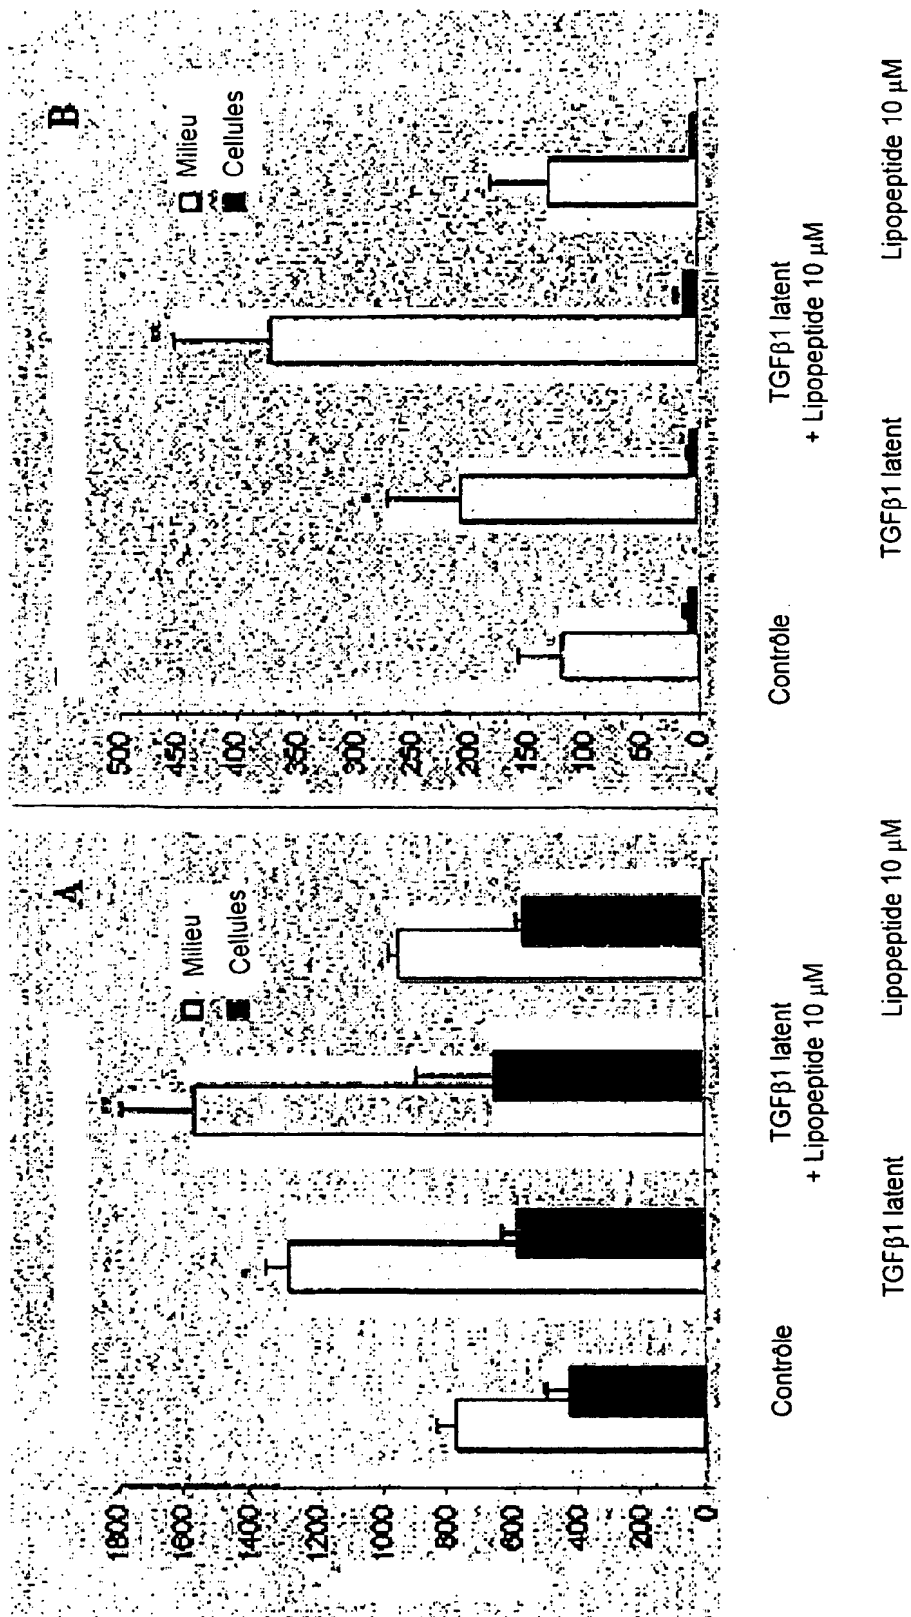 A
Milieu
Cellules
1800
1600
1400
1200
1000
800
600
400
200
0
Contrôle
TGFβ1 latent
TGFβ1 latent
+ Lipopeptide 10 µM
Lipopeptide 10 µM
B
Milieu
Cellules
500
450
400
350
300
250
200
150
100
50
0
Contrôle
TGFβ1 latent
TGFβ1 latent
+ Lipopeptide 10 µM
Lipopeptide 10 µM